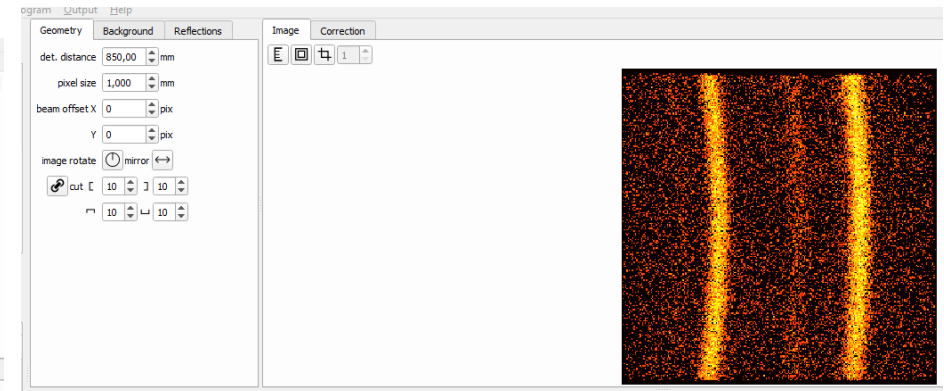 ogram Output Help
Geometry Background Reflections
Image Correction
det. distance 850,00 mm
1
pixel size 1,000 mm
beam offset X 0 pix
Y 0 pix
image rotate mirror
cut 10 10
10 10